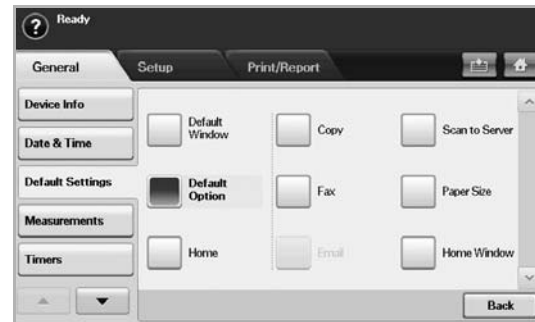 ? Ready
General Setup Print/Report
Device Info
Date & Time
Default Settings
Measurements
Timers
Default
Window
Copy
Scan to Server
Default
Option
Fax
Paper Size
Home
Email
Home Window
Back